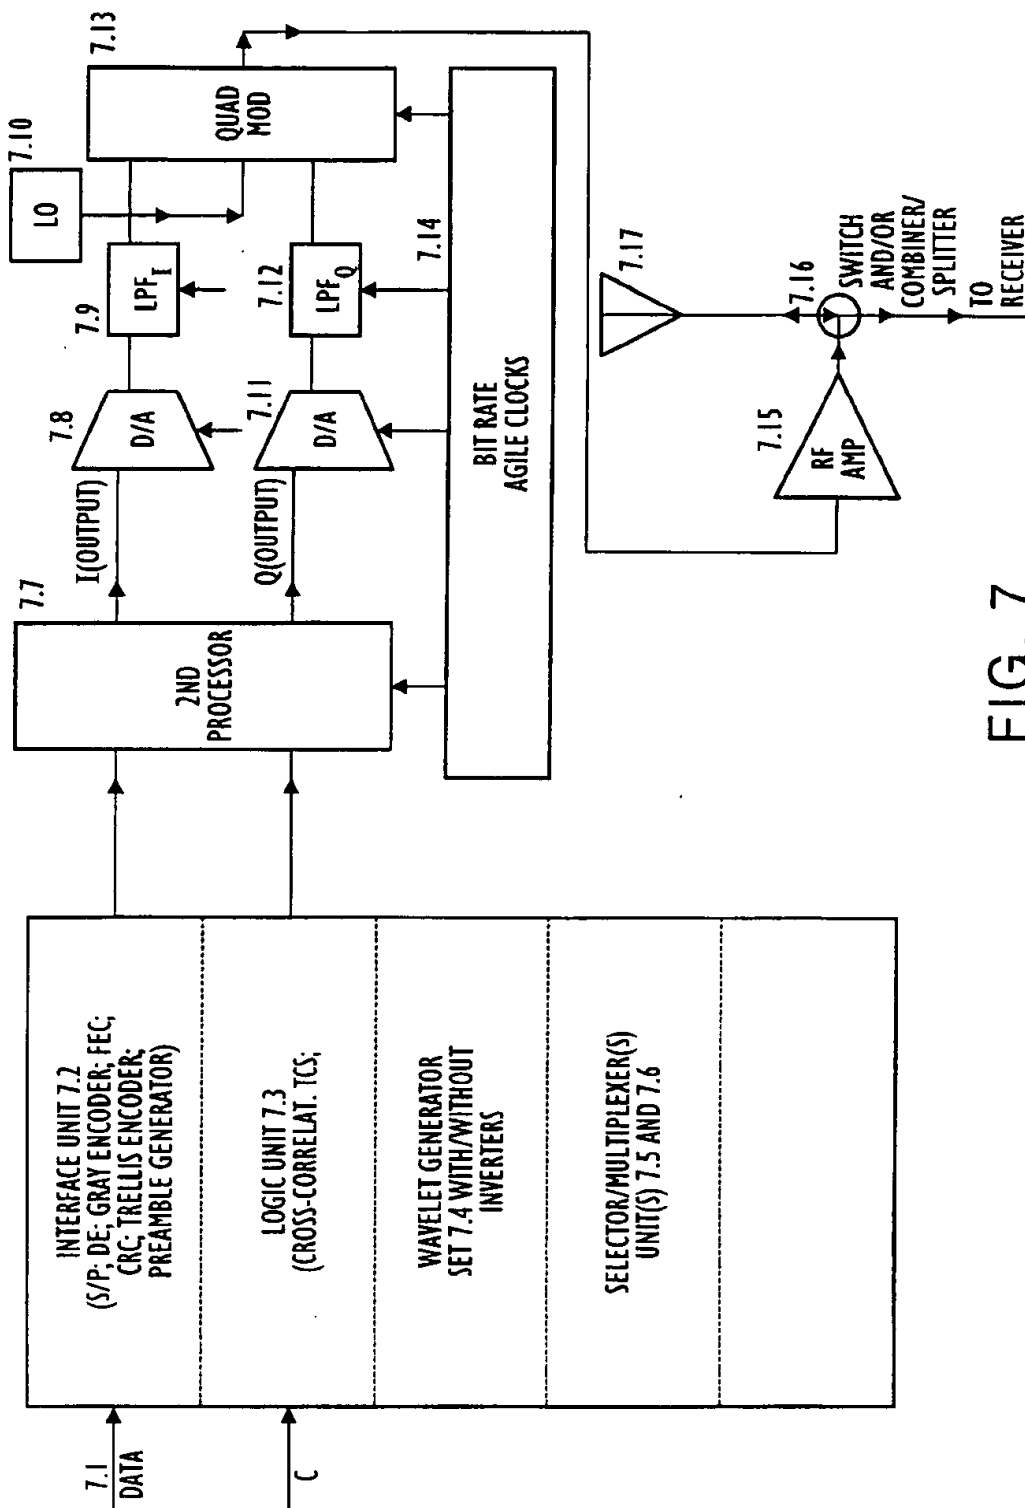 7.1
DATA
C
INTERFACE UNIT 7.2
(S/P; DE; GRAY ENCODER; FEC;
CRC; TRELLIS ENCODER;
PREAMBLE GENERATOR)
LOGIC UNIT 7.3
(CROSS-CORRELAT. TCS;
WAVELET GENERATOR
SET 7.4 WITH/WITHOUT
INVERTERS
SELECTOR/MULTIPLEXER(S)
UNIT(S) 7.5 AND 7.6
7.7
2ND
PROCESSOR
I(OUTPUT)
Q(OUTPUT)
7.8
D/A
7.11
D/A
7.9
LPF_I
7.12
LPF_Q
7.10
LO
7.13
QUAD
MOD
7.14
BIT RATE
AGILE CLOCKS
7.15
RF
AMP
7.16
SWITCH
AND/OR
COMBINER/
SPLITTER
7.17
TO
RECEIVER
FIG. 7